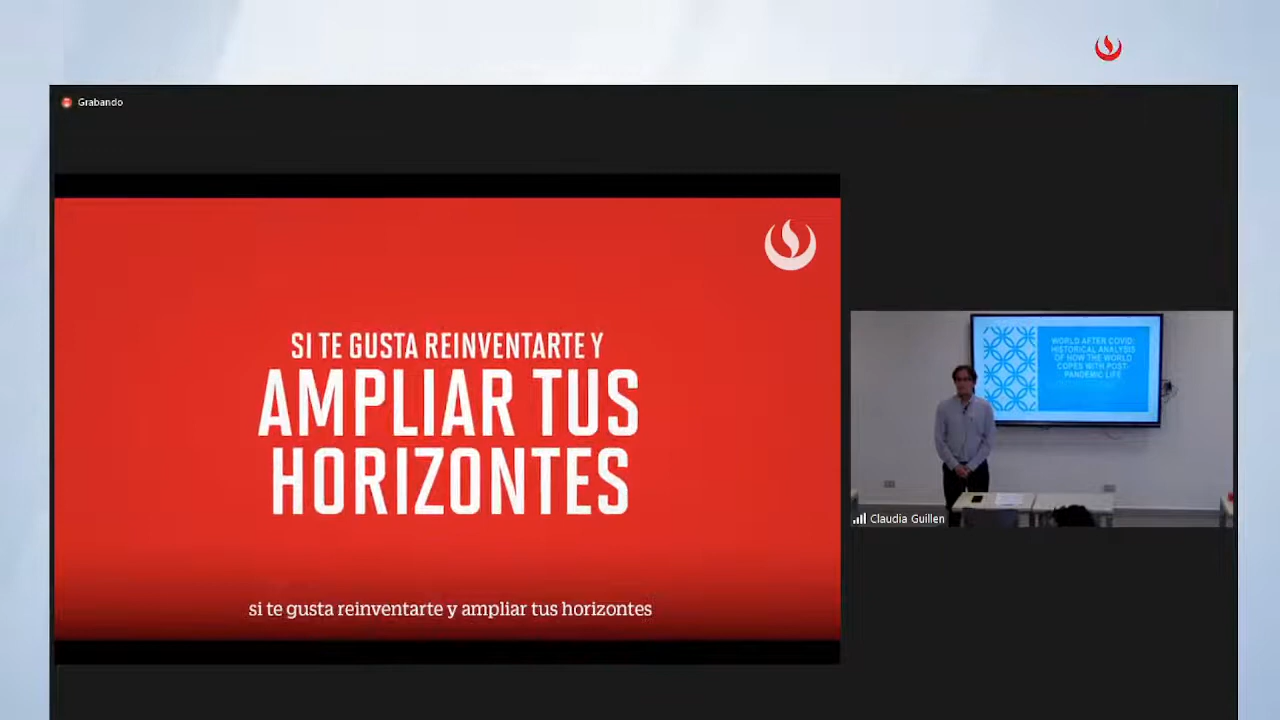 Grabando
SI TE GUSTA REINVENTARTE Y
AMPLIAR TUS
HORIZONTES
si te gusta reinventarte y ampliar tus horizontes
WORLD AFTER COVID:
HISTORICAL ANALYSIS
OF HOW THE WORLD
COPES WITH POST-
PANDEMIC LIFE
Claudia Guillen